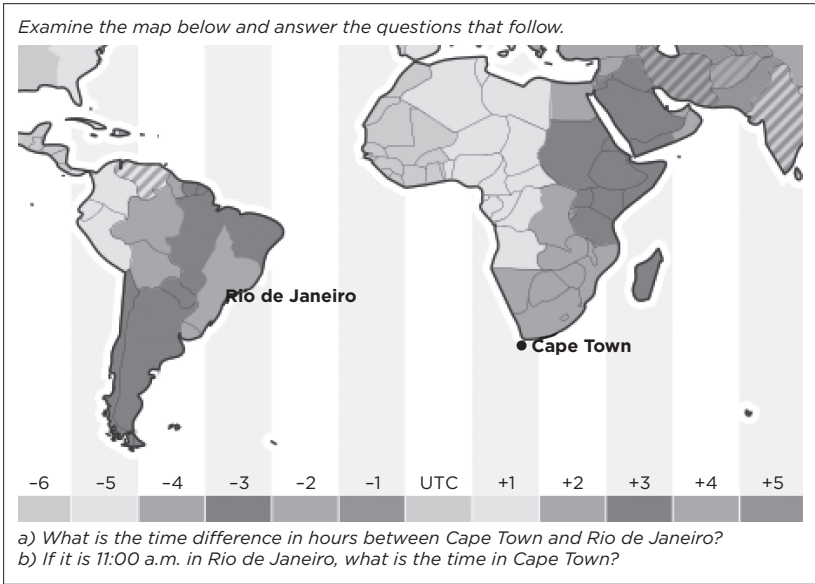 Examine the map below and answer the questions that follow.
Rio de Janeiro
Cape Town
–6 –5 –4 –3 –2 –1 UTC +1 +2 +3 +4 +5
a) What is the time difference in hours between Cape Town and Rio de Janeiro?
b) If it is 11:00 a.m. in Rio de Janeiro, what is the time in Cape Town?